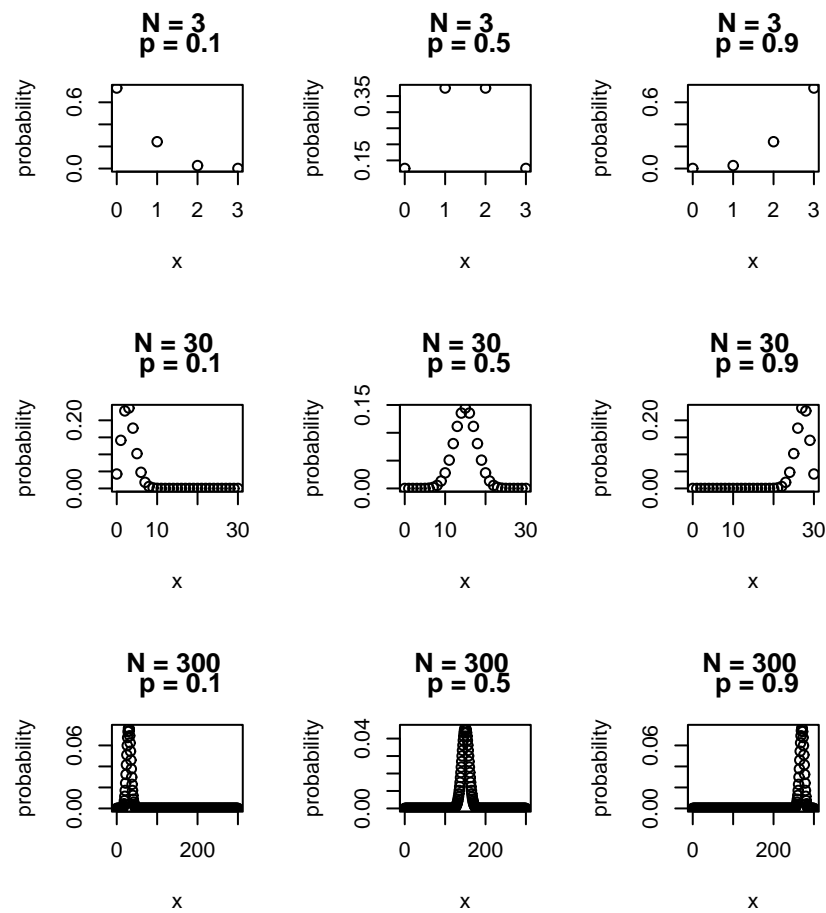 N = 3
p = 0.1
probability
0.0
0.6
0
1
2
3
x
N = 3
p = 0.5
probability
0.15
0.35
0
1
2
3
x
N = 3
p = 0.9
probability
0.0
0.6
0
1
2
3
x
N = 30
p = 0.1
probability
0.00
0.20
0
10
30
x
N = 30
p = 0.5
probability
0.00
0.15
0
10
30
x
N = 30
p = 0.9
probability
0.00
0.20
0
10
30
x
N = 300
p = 0.1
probability
0.00
0.06
0
200
x
N = 300
p = 0.5
probability
0.00
0.04
0
200
x
N = 300
p = 0.9
probability
0.00
0.06
0
200
x